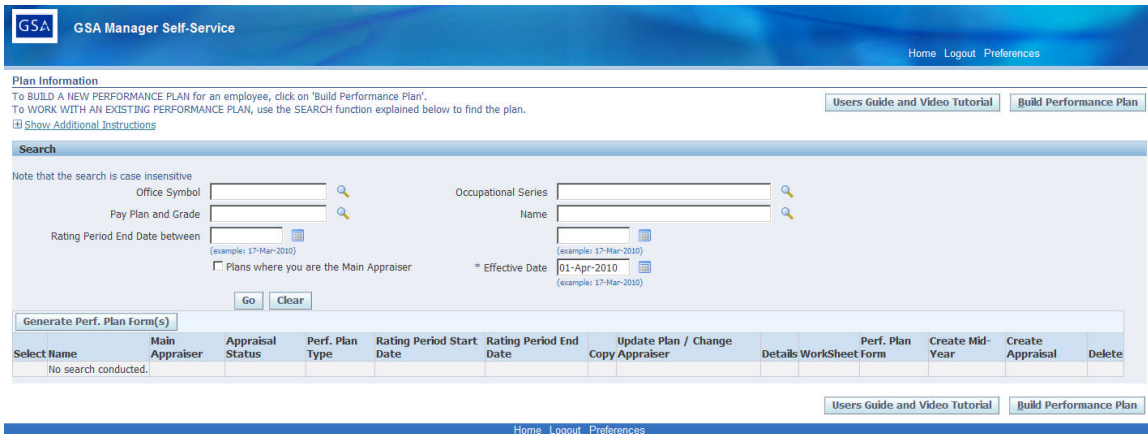 GSA
GSA Manager Self-Service
Home Logout Preferences
Plan Information
To BUILD A NEW PERFORMANCE PLAN for an employee, click on 'Build Performance Plan'.
To WORK WITH AN EXISTING PERFORMANCE PLAN, use the SEARCH function explained below to find the plan.
Show Additional Instructions
Users Guide and Video Tutorial Build Performance Plan
Search
Note that the search is case insensitive
Office Symbol Occupational Series
Pay Plan and Grade Name
Rating Period End Date between
(example: 17-Mar-2010) (example: 17-Mar-2010)
Plans where you are the Main Appraiser * Effective Date 01-Apr-2010
(example: 17-Mar-2010)
Go Clear
Generate Perf. Plan Form(s)
Select Name Main Appraiser Appraisal Status Perf. Plan Type Rating Period Start Date Rating Period End Date Copy Update Plan / Change Appraiser Details WorkSheet Perf. Plan Form Create Mid-Year Create Appraisal Delete
No search conducted.
Users Guide and Video Tutorial Build Performance Plan
Home Logout Preferences